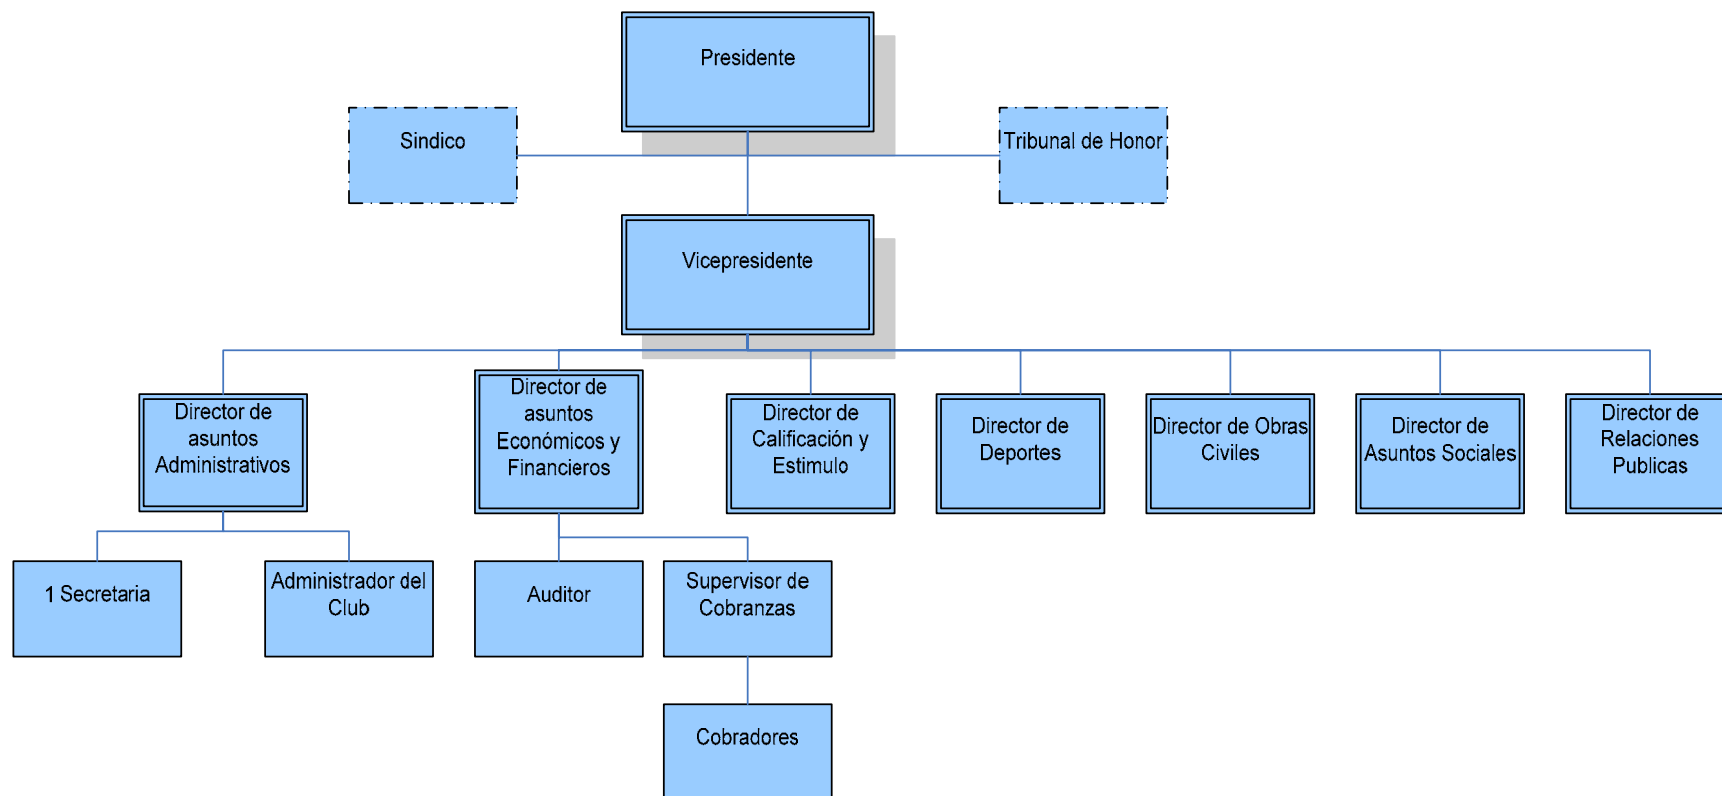 Presidente
Sindico
Tribunal de Honor
Vicepresidente
Director de
asuntos
Administrativos
Director de
asuntos
Económicos y
Financieros
Director de
Calificación y
Estimulo
Director de
Deportes
Director de Obras
Civiles
Director de
Asuntos Sociales
Director de
Relaciones
Publicas
1 Secretaria
Administrador del
Club
Auditor
Supervisor de
Cobranzas
Cobradores